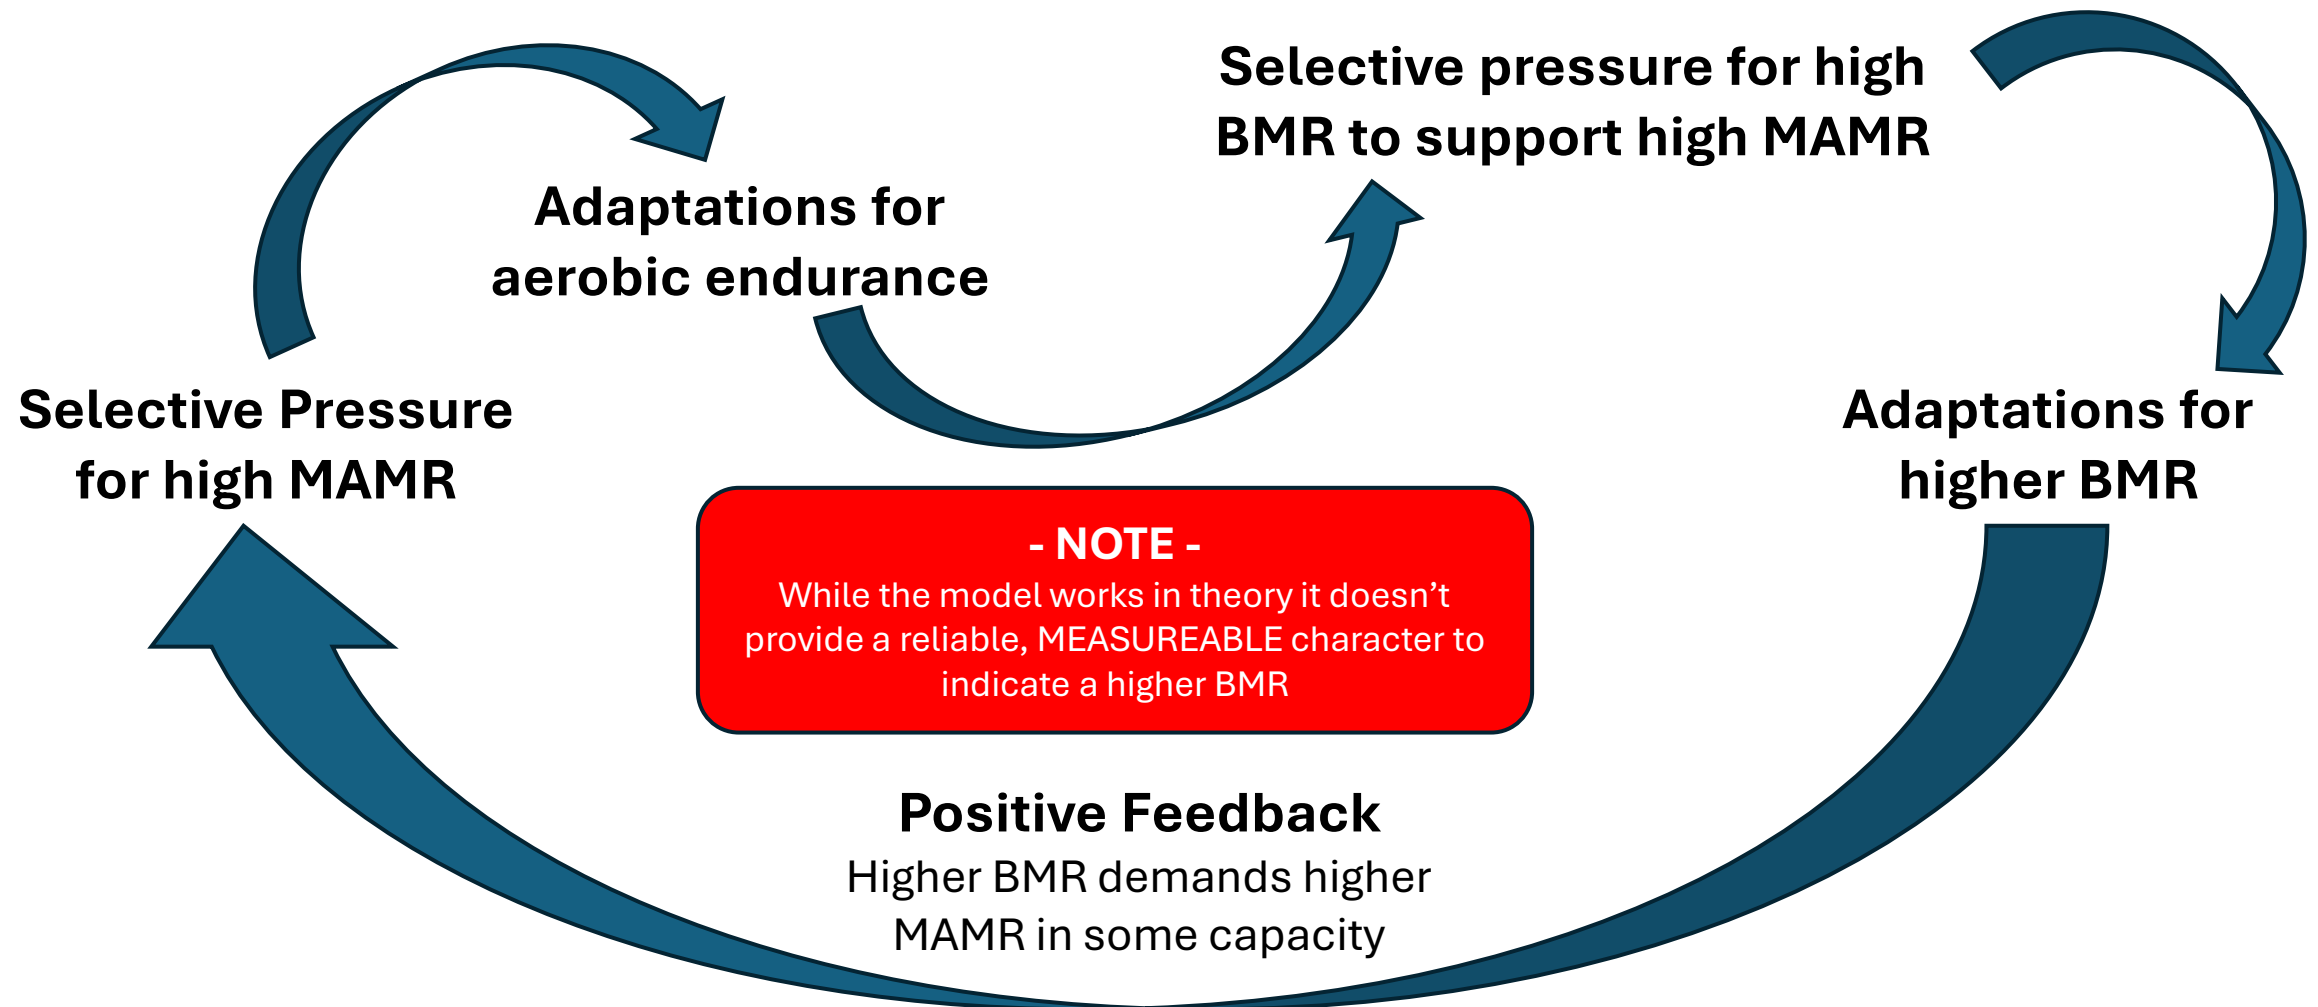 Selective Pressure
for high MAMR
Adaptations for
aerobic endurance
Selective pressure for high
BMR to support high MAMR
Adaptations for
higher BMR
- NOTE -
While the model works in theory it doesn’t
provide a reliable, MEASUREABLE character to
indicate a higher BMR
Positive Feedback
Higher BMR demands higher
MAMR in some capacity